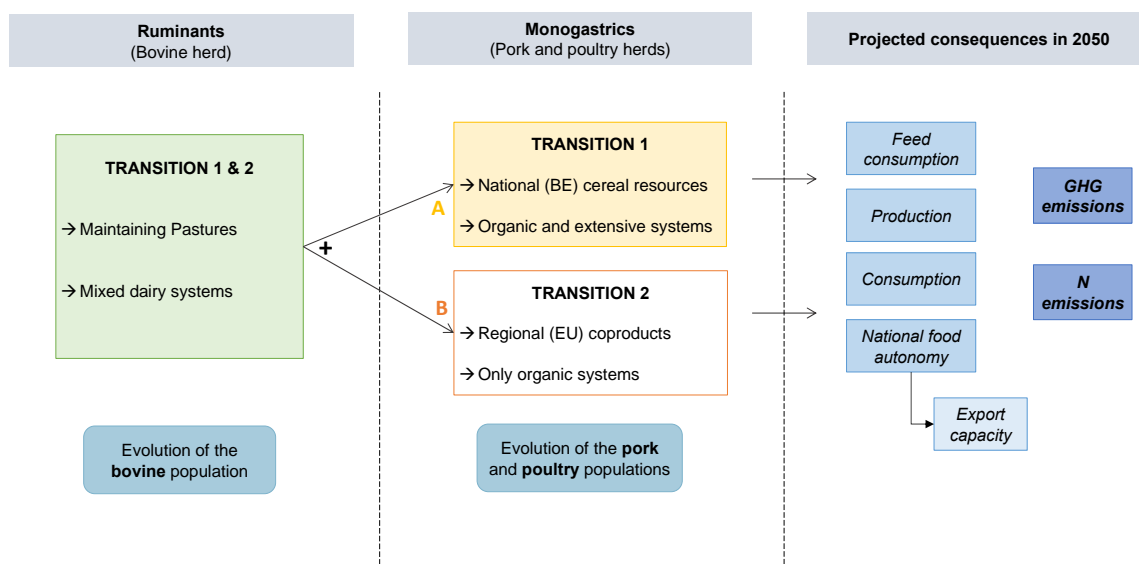 Ruminants
(Bovine herd)
Monogastrics
(Pork and poultry herds)
Projected consequences in 2050
TRANSITION 1 & 2
→ Maintaining Pastures
→ Mixed dairy systems
+
A
B
TRANSITION 1
→ National (BE) cereal resources
→ Organic and extensive systems
TRANSITION 2
→ Regional (EU) coproducts
→ Only organic systems
Feed
consumption
Production
Consumption
National food
autonomy
Export
capacity
GHG
emissions
N
emissions
Evolution of the
bovine population
Evolution of the pork
and poultry populations